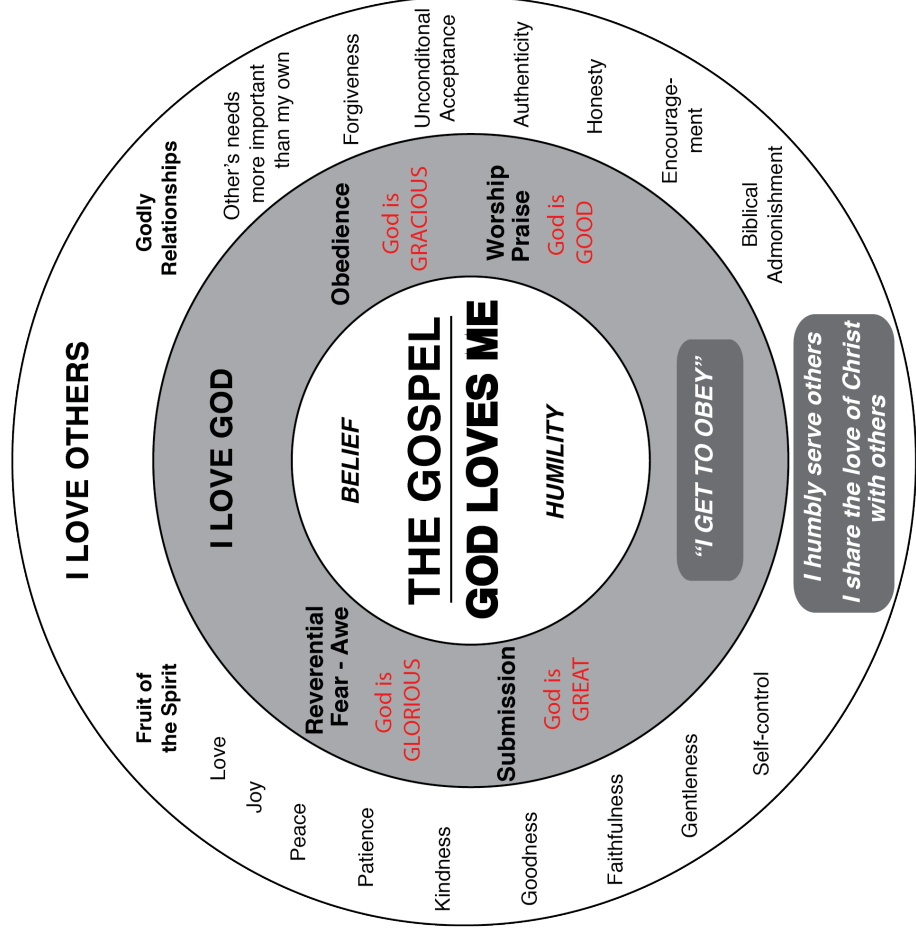 I LOVE OTHERS
Fruit of
the Spirit
Love
Joy
Peace
Patience
Kindness
Goodness
Faithfulness
Gentleness
Self-control
Godly
Relationships
Other's needs
more important
than my own
Forgiveness
Unconditonal
Acceptance
Authenticity
Honesty
Encourage-
ment
Biblical
Admonishment
I LOVE GOD
Reverential
Fear - Awe
God is
GLORIOUS
Submission
God is
GREAT
Obedience
God is
GRACIOUS
Worship
Praise
God is
GOOD
BELIEF
THE GOSPEL
GOD LOVES ME
HUMILITY
“I GET TO OBEY”
I humbly serve others
I share the love of Christ
with others